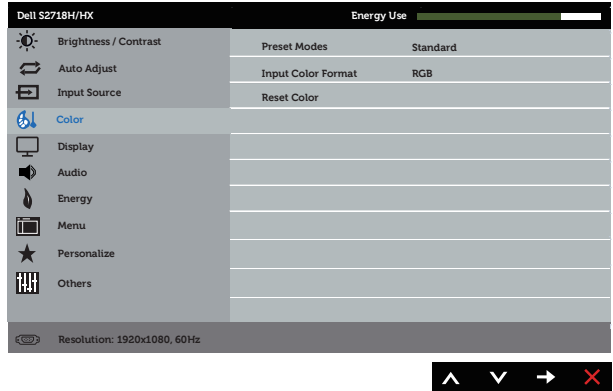 Dell S2718H/HX Energy Use
Brightness / Contrast
Auto Adjust
Input Source
Color
Display
Audio
Energy
Menu
Personalize
Others
Preset Modes Standard
Input Color Format RGB
Reset Color
Resolution: 1920x1080, 60Hz